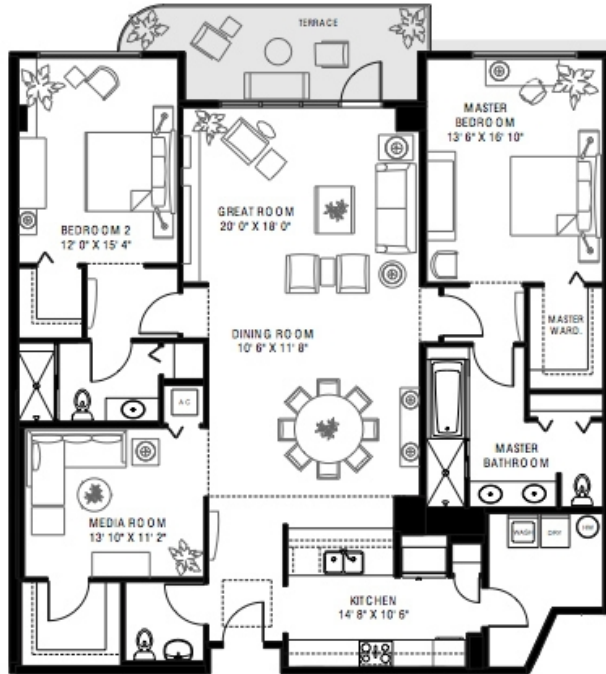 TERRACE
MASTER
BEDROOM
13' 6" X 16' 10"
GREAT ROOM
20' 0" X 18' 0"
BEDROOM 2
12' 0" X 15' 4"
MASTER
WARD.
DINING ROOM
10' 6" X 11' 8"
A/C
MASTER
BATHROOM
MEDIA ROOM
13' 10" X 11' 2"
WASH
DRY
HW
KITCHEN
14' 8" X 10' 6"